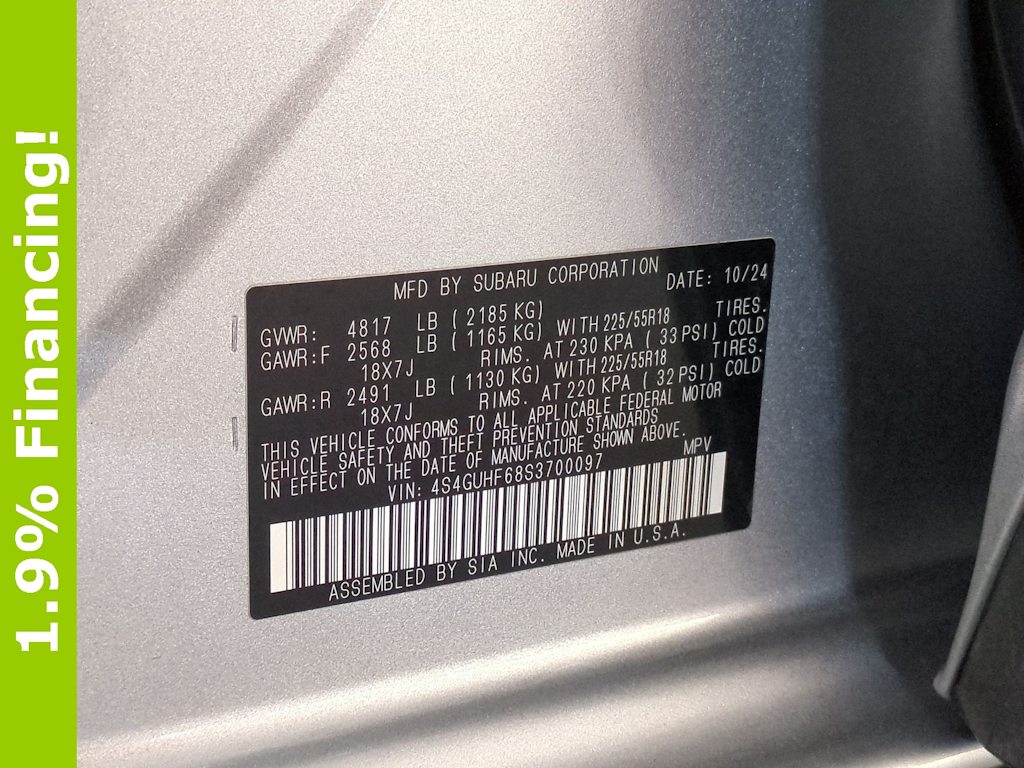 1.9% Financing!
MFD BY SUBARU CORPORATION DATE: 10/24
GVWR: 4817 LB ( 2185 KG)
GAWR:F 2568 LB ( 1165 KG) WITH 225/55R18 TIRES.
18X7J RIMS. AT 230 KPA ( 33 PSI) COLD
GAWR:R 2491 LB ( 1130 KG) WITH 225/55R18 TIRES.
18X7J RIMS. AT 220 KPA ( 32 PSI) COLD
THIS VEHICLE CONFORMS TO ALL APPLICABLE FEDERAL MOTOR
VEHICLE SAFETY AND THEFT PREVENTION STANDARDS
IN EFFECT ON THE DATE OF MANUFACTURE SHOWN ABOVE.
VIN: 4S4GUHF68S3700097 MPV
ASSEMBLED BY SIA INC. MADE IN U.S.A.